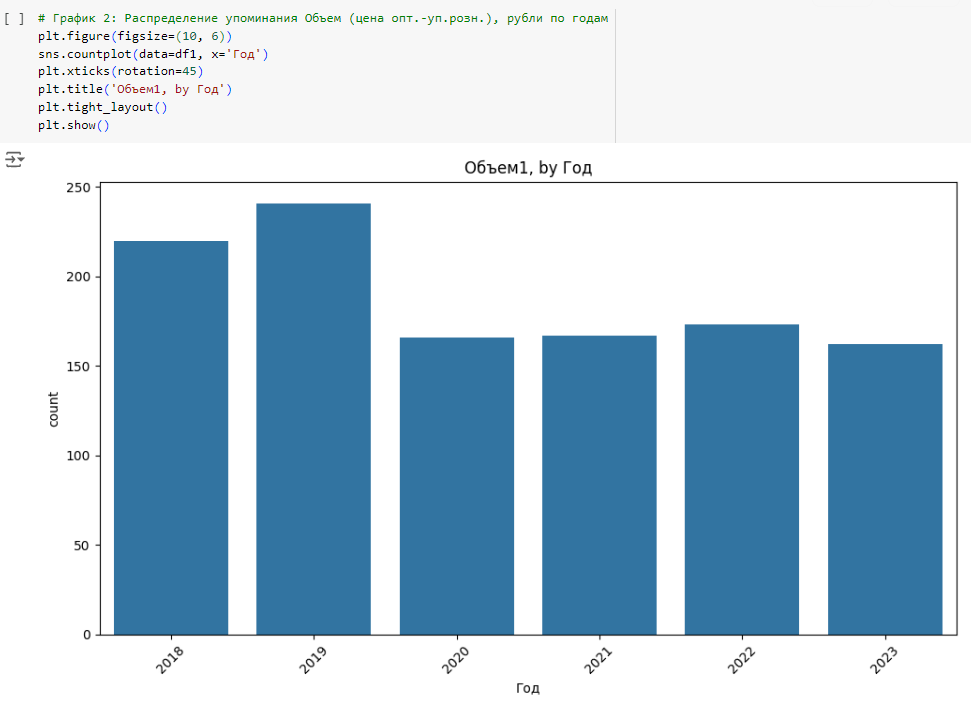 [ ] # График 2: Распределение упоминания Объем (цена опт.-уп.розн.), рубли по годам
plt.figure(figsize=(10, 6))
sns.countplot(data=df1, x='Год')
plt.xticks(rotation=45)
plt.title('Объем1, by Год')
plt.tight_layout()
plt.show()
Объем1, by Год
250
200
150
100
50
0
count
2018 2019 2020 2021 2022 2023
Год